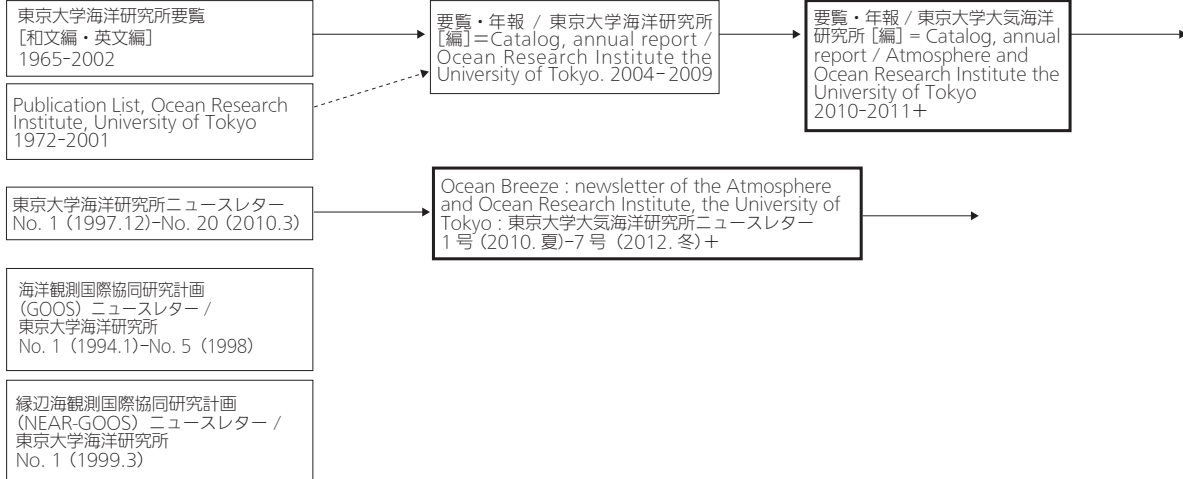 東京大学海洋研究所要覧
[和文編・英文編]
1965-2002
Publication List, Ocean Research
Institute, University of Tokyo
1972-2001
要覧・年報 / 東京大学海洋研究所
[編]=Catalog, annual report /
Ocean Research Institute the
University of Tokyo. 2004-2009
要覧・年報 / 東京大学大気海洋
研究所 [編] = Catalog, annual
report / Atmosphere and
Ocean Research Institute the
University of Tokyo
2010-2011+
東京大学海洋研究所ニュースレター
No. 1 (1997.12)-No. 20 (2010.3)
Ocean Breeze : newsletter of the Atmosphere
and Ocean Research Institute, the University of
Tokyo : 東京大学大気海洋研究所ニュースレター
1 号 (2010. 夏)-7 号 (2012. 冬)+
海洋観測国際協同研究計画
(GOOS) ニュースレター /
東京大学海洋研究所
No. 1 (1994.1)-No. 5 (1998)
縁辺海観測国際協同研究計画
(NEAR-GOOS) ニュースレター /
東京大学海洋研究所
No. 1 (1999.3)